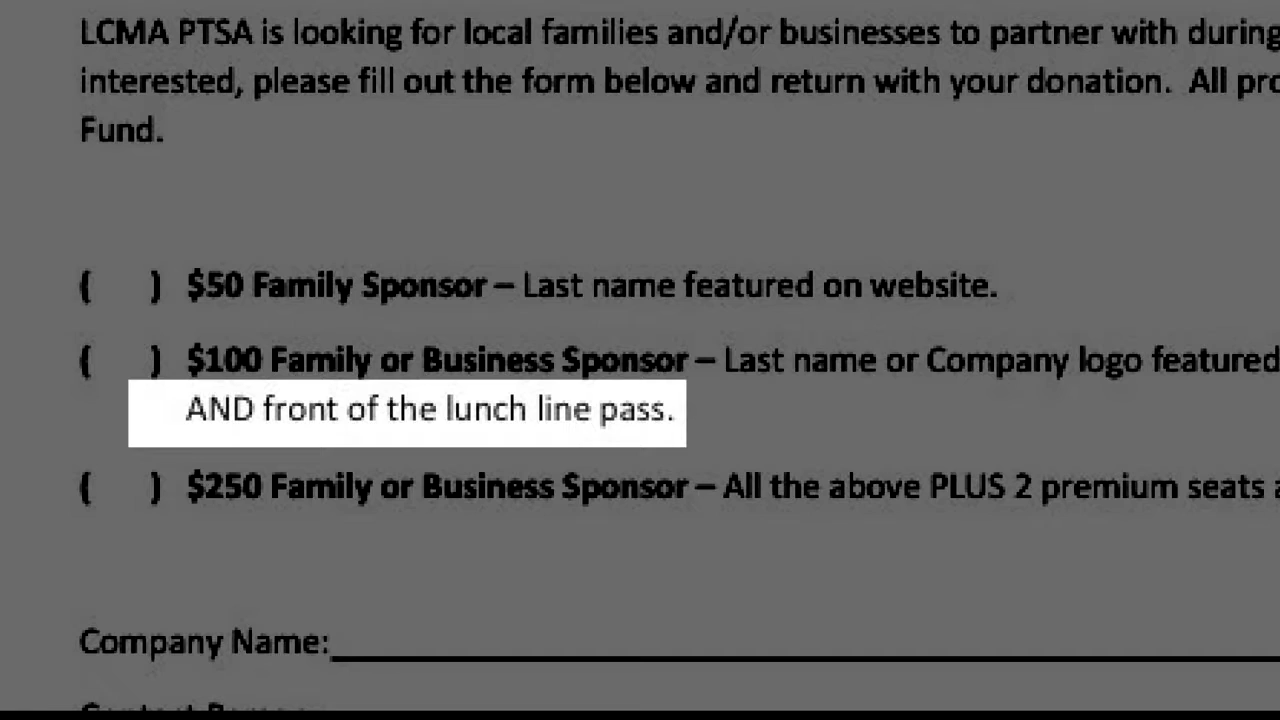 LCMA PTSA is looking for local families and/or businesses to partner with during
interested, please fill out the form below and return with your donation. All
Fund.
( ) $50 Family Sponsor – Last name featured on website.
( ) $100 Family or Business Sponsor – Last name or Company logo featured
AND front of the lunch line pass.
( ) $250 Family or Business Sponsor – All the above PLUS 2 premium seats
Company Name: